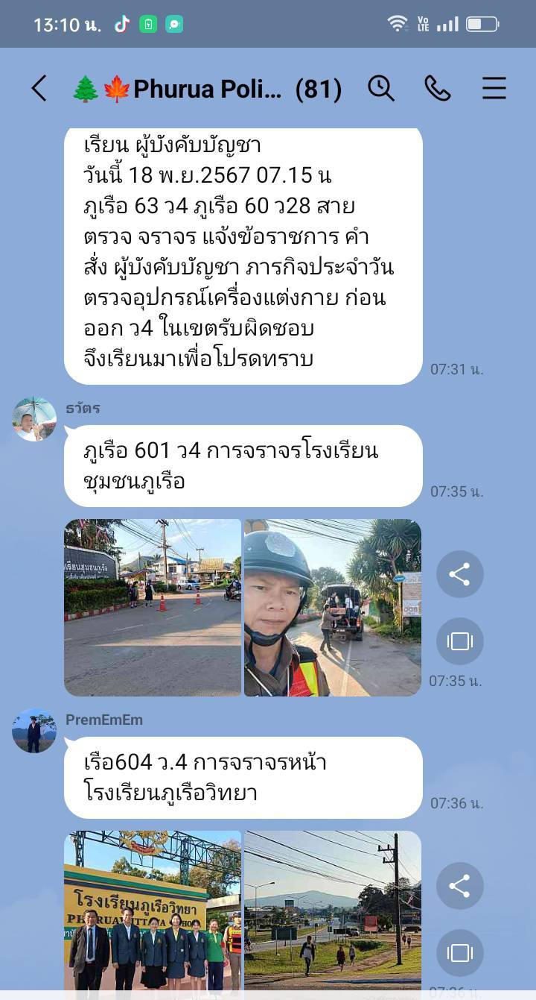 13:10 น.
Vo
LTE
Phurua Poli... (81)
เรียน ผู้บังคับบัญชา
วันนี้ 18 พ.ย.2567 07.15 น
ภูเรือ 63 ว4 ภูเรือ 60 ว28 สาย
ตรวจ จราจร แจ้งข้อราชการ คำ
สั่ง ผู้บังคับบัญชา ภารกิจประจำวัน
ตรวจอุปกรณ์เครื่องแต่งกาย ก่อน
ออก ว4 ในเขตรับผิดชอบ
จึงเรียนมาเพื่อโปรดทราบ
07:31 น.
ธวัตร
ภูเรือ 601 ว4 การจราจรโรงเรียน
ชุมชนภูเรือ
07:35 น.
เรียนชุมชนภูเรือ
07:35 น.
PremEmEm
เรือ604 ว.4 การจราจรหน้า
โรงเรียนภูเรือวิทยา
07:36 น.
โรงเรียนภูเรือวิทยา
07:36 น.